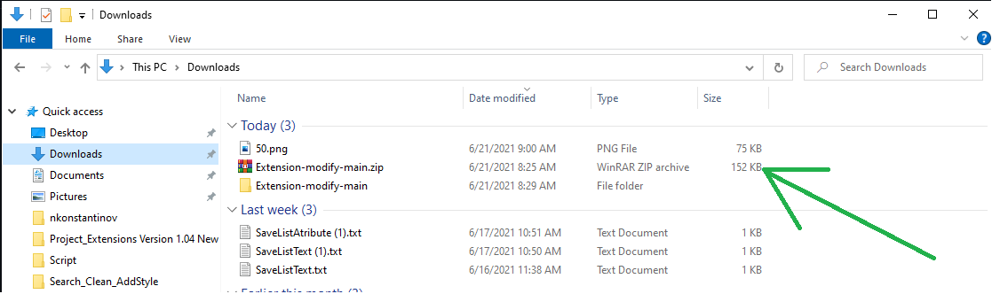 Downloads
File Home Share View
This PC Downloads Search Downloads
Name Date modified Type Size
Quick access
Desktop
Downloads
Documents
Pictures
nkonstantinov
Project_Extensions Version 1.04 New
Script
Search_Clean_AddStyle
Today (3)
50.png 6/21/2021 9:00 AM PNG File 75 KB
Extension-modify-main.zip 6/21/2021 8:25 AM WinRAR ZIP archive 152 KB
Extension-modify-main 6/21/2021 8:29 AM File folder
Last week (3)
SaveListAtribute (1).txt 6/17/2021 10:51 AM Text Document 1 KB
SaveListText (1).txt 6/17/2021 10:50 AM Text Document 1 KB
SaveListText.txt 6/16/2021 11:38 AM Text Document 1 KB
Earlier this month (2)